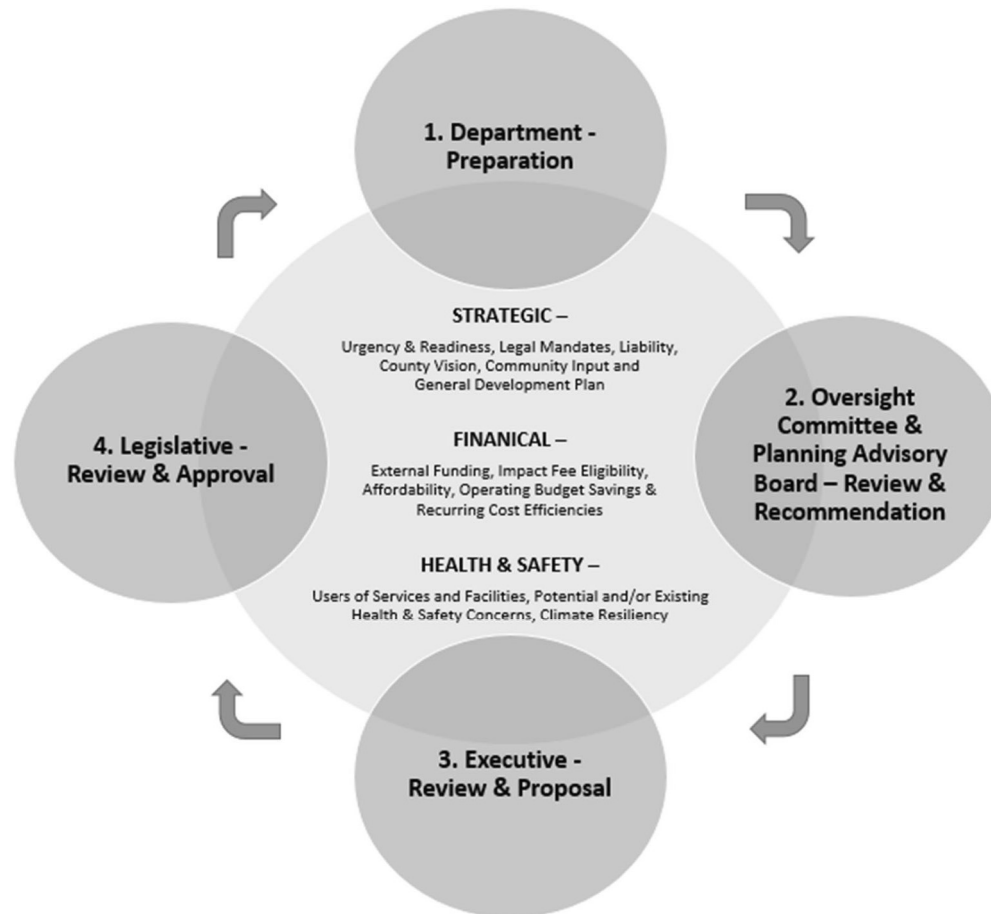 1. Department -
Preparation
STRATEGIC –
Urgency & Readiness, Legal Mandates, Liability,
County Vision, Community Input and
General Development Plan
2. Oversight
Committee &
Planning Advisory
Board – Review &
Recommendation
4. Legislative -
Review & Approval
FINANICAL –
External Funding, Impact Fee Eligibility,
Affordability, Operating Budget Savings &
Recurring Cost Efficiencies
HEALTH & SAFETY –
Users of Services and Facilities, Potential and/or Existing
Health & Safety Concerns, Climate Resiliency
3. Executive -
Review & Proposal